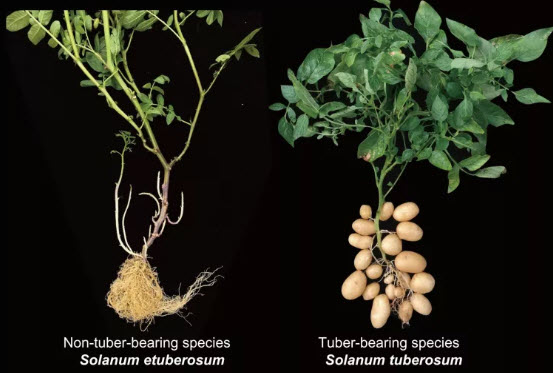 Non-tuber-bearing species
Solanum etuberosum
Tuber-bearing species
Solanum tuberosum